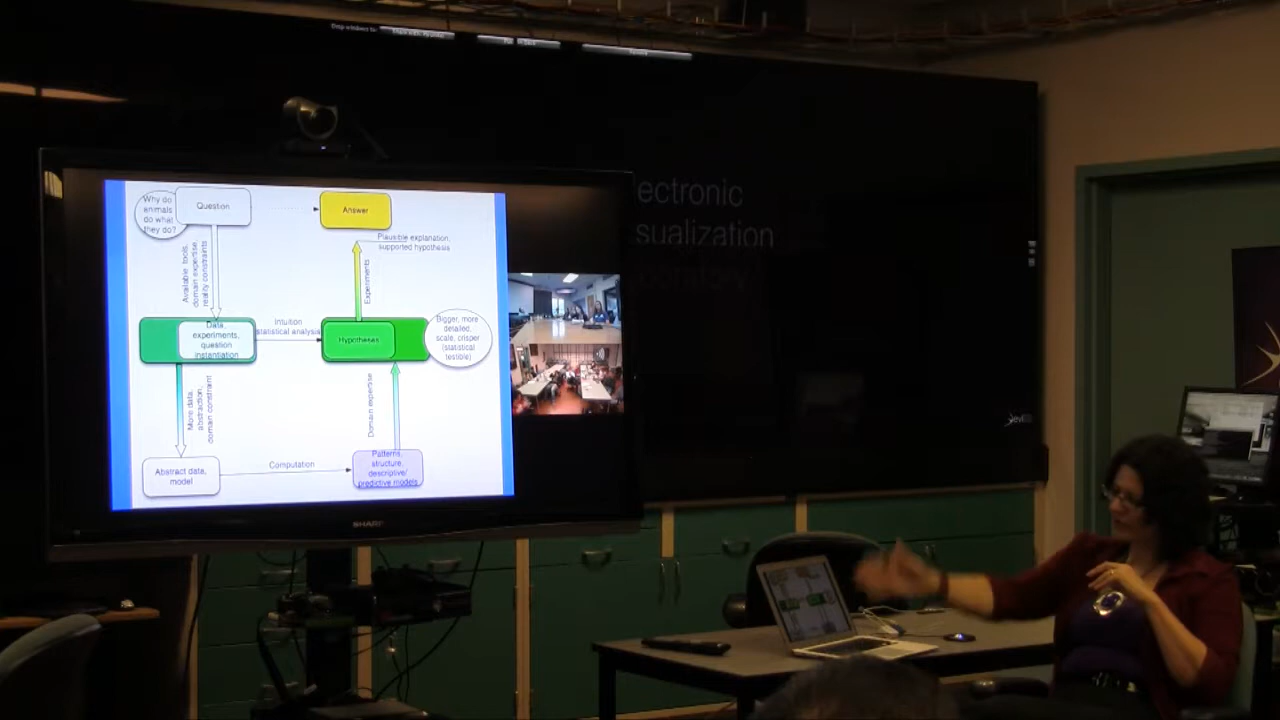 Why do
animals
do what
they do?
Question
Answer
Plausible explanation,
supported hypothesis
Available tools,
domain expertise,
reality constraints
Experiments
Data,
experiments,
question
instantiation
Intuition
statistical analysis
Hypotheses
Bigger, more
detailed,
scale, crisper
(statistical
testible)
More data,
abstraction,
domain constraint
Domain expertise
Abstract data,
model
Computation
Patterns,
structure,
descriptive/
predictive models
SHARP
ectronic
sualization